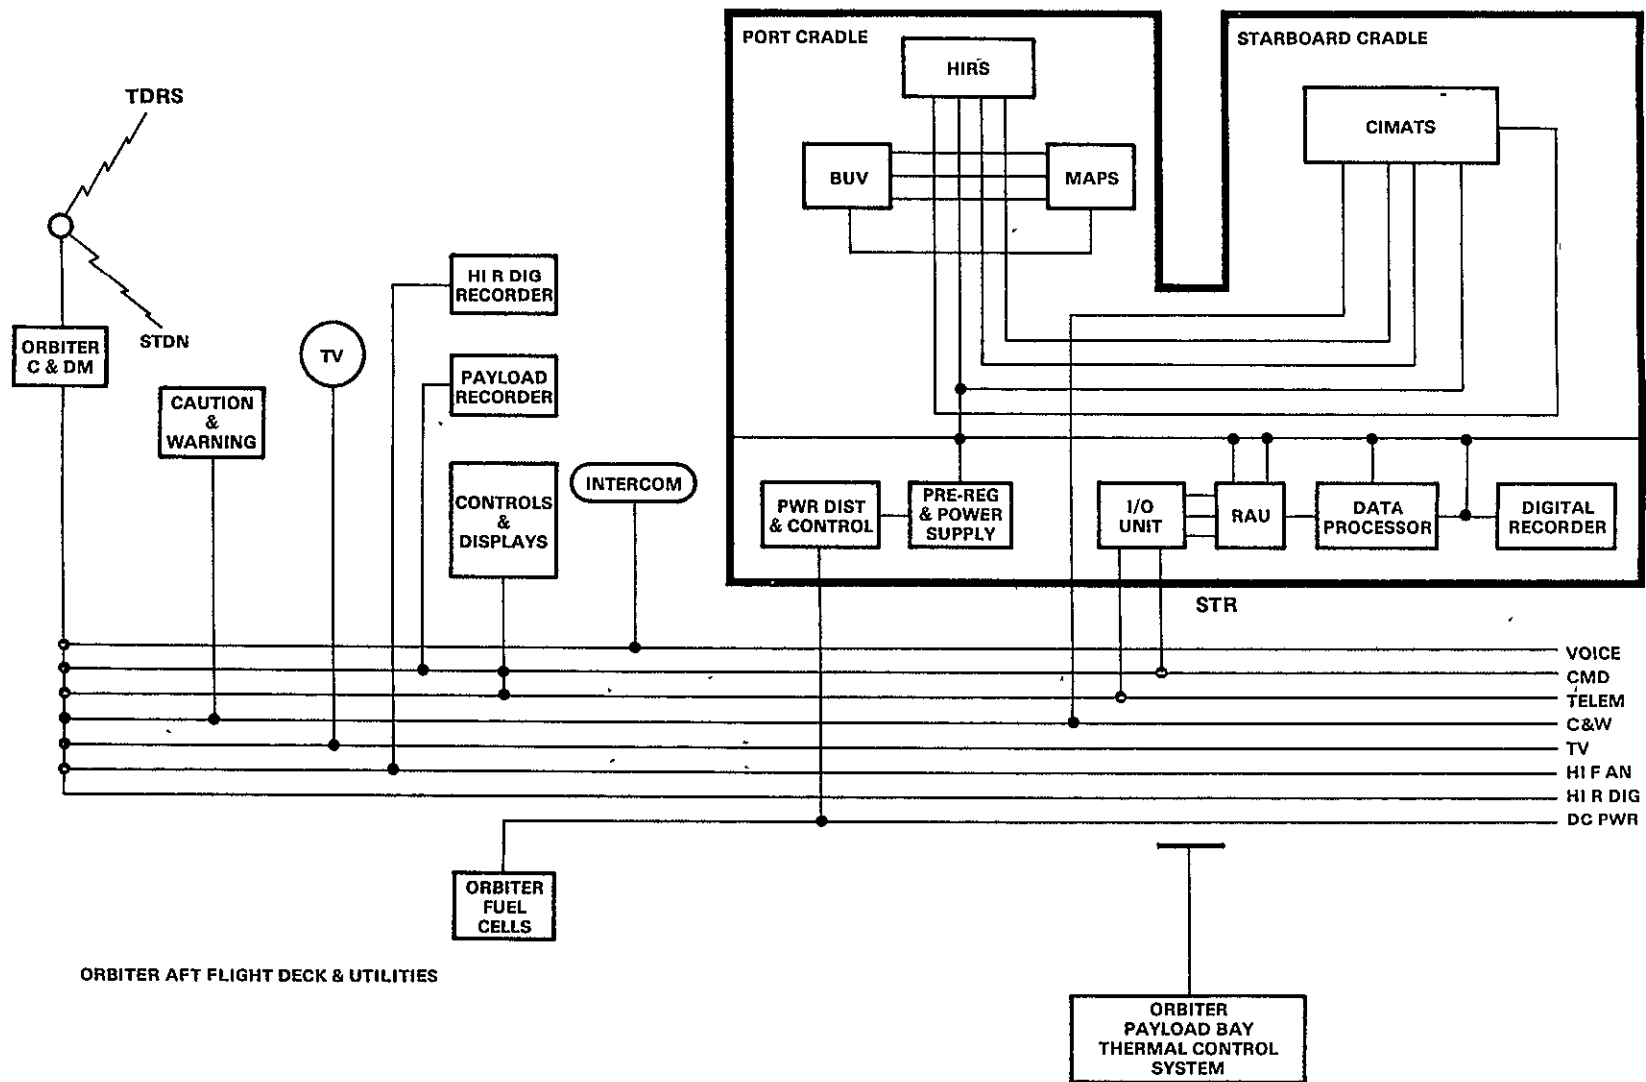 PORT CRADLE
STARBOARD CRADLE
HIRS
CIMATS
BUV
MAPS
TDRS
STDN
ORBITER
C & DM
HI R DIG
RECORDER
TV
PAYLOAD
RECORDER
CAUTION
&
WARNING
CONTROLS
&
DISPLAYS
INTERCOM
PWR DIST
& CONTROL
PRE-REG
& POWER
SUPPLY
I/O
UNIT
RAU
DATA
PROCESSOR
DIGITAL
RECORDER
STR
VOICE
CMD
TELEM
C&W
TV
HI F AN
HI R DIG
DC PWR
ORBITER
FUEL
CELLS
ORBITER AFT FLIGHT DECK & UTILITIES
ORBITER
PAYLOAD BAY
THERMAL CONTROL
SYSTEM